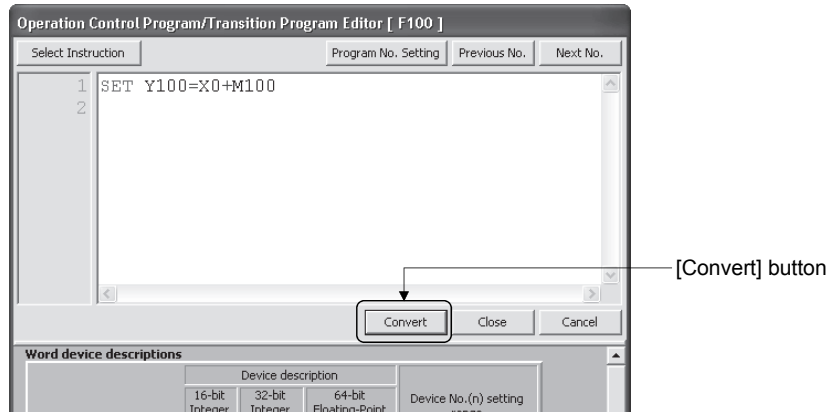 Operation Control Program/Transition Program Editor [ F100 ]
Select Instruction Program No. Setting Previous No. Next No.
1 SET Y100=X0+M100
2
[Convert] button
Convert Close Cancel
Word device descriptions
Device description
16-bit 32-bit 64-bit Device No.(n) setting
Integer Integer Floating-Point